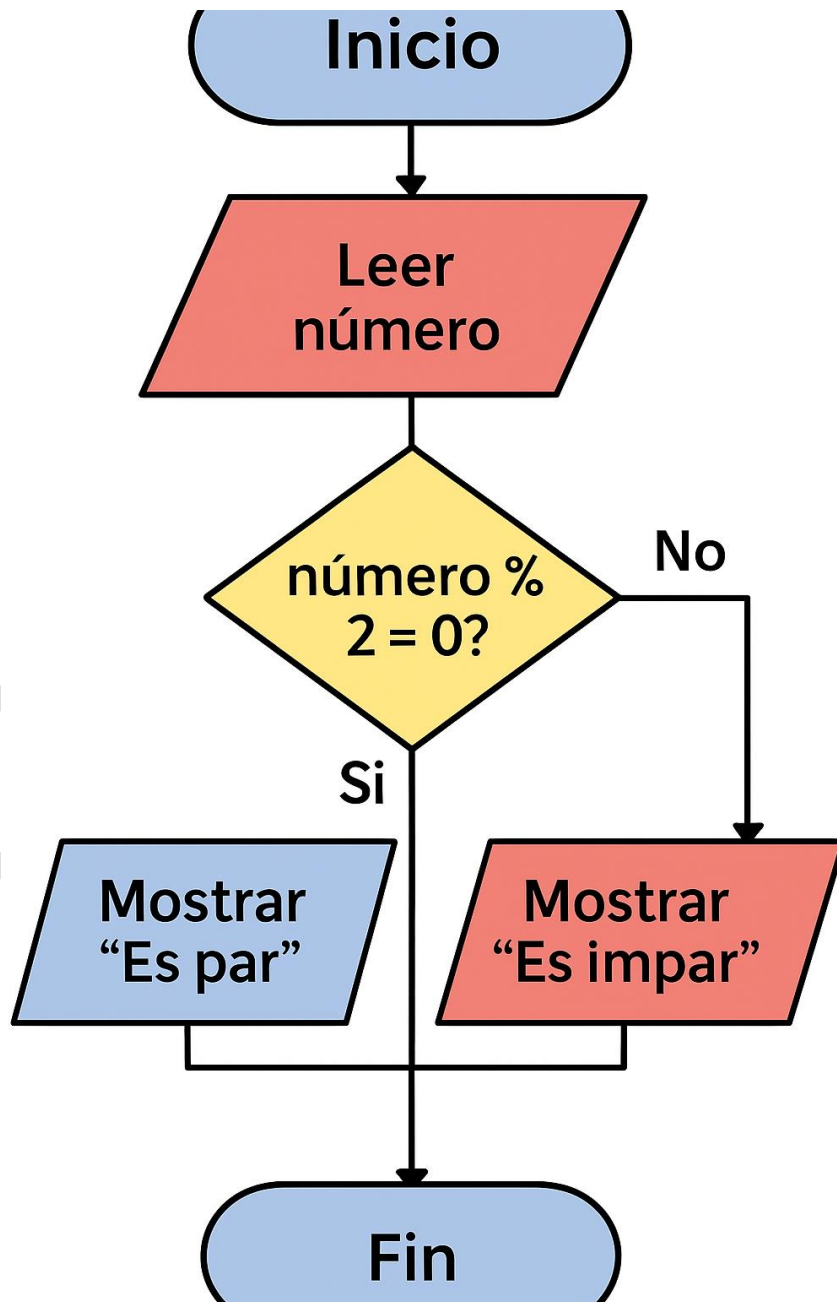 Inicio
Leer
número
número %
2 = 0?
No
Si
Mostrar
“Es par”
Mostrar
“Es impar”
Fin